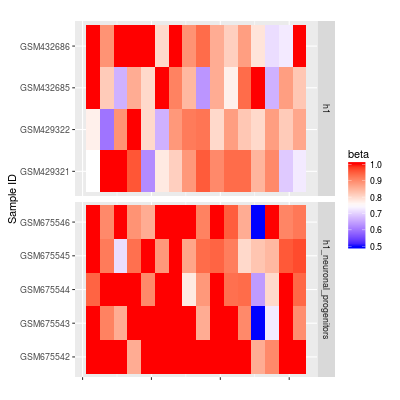 GSM432686
GSM432685
GSM429322
GSM429321
h1
GSM675546
GSM675545
GSM675544
GSM675543
GSM675542
h1_neuronal_progenitors
Sample ID
beta
1.0
0.9
0.8
0.7
0.6
0.5